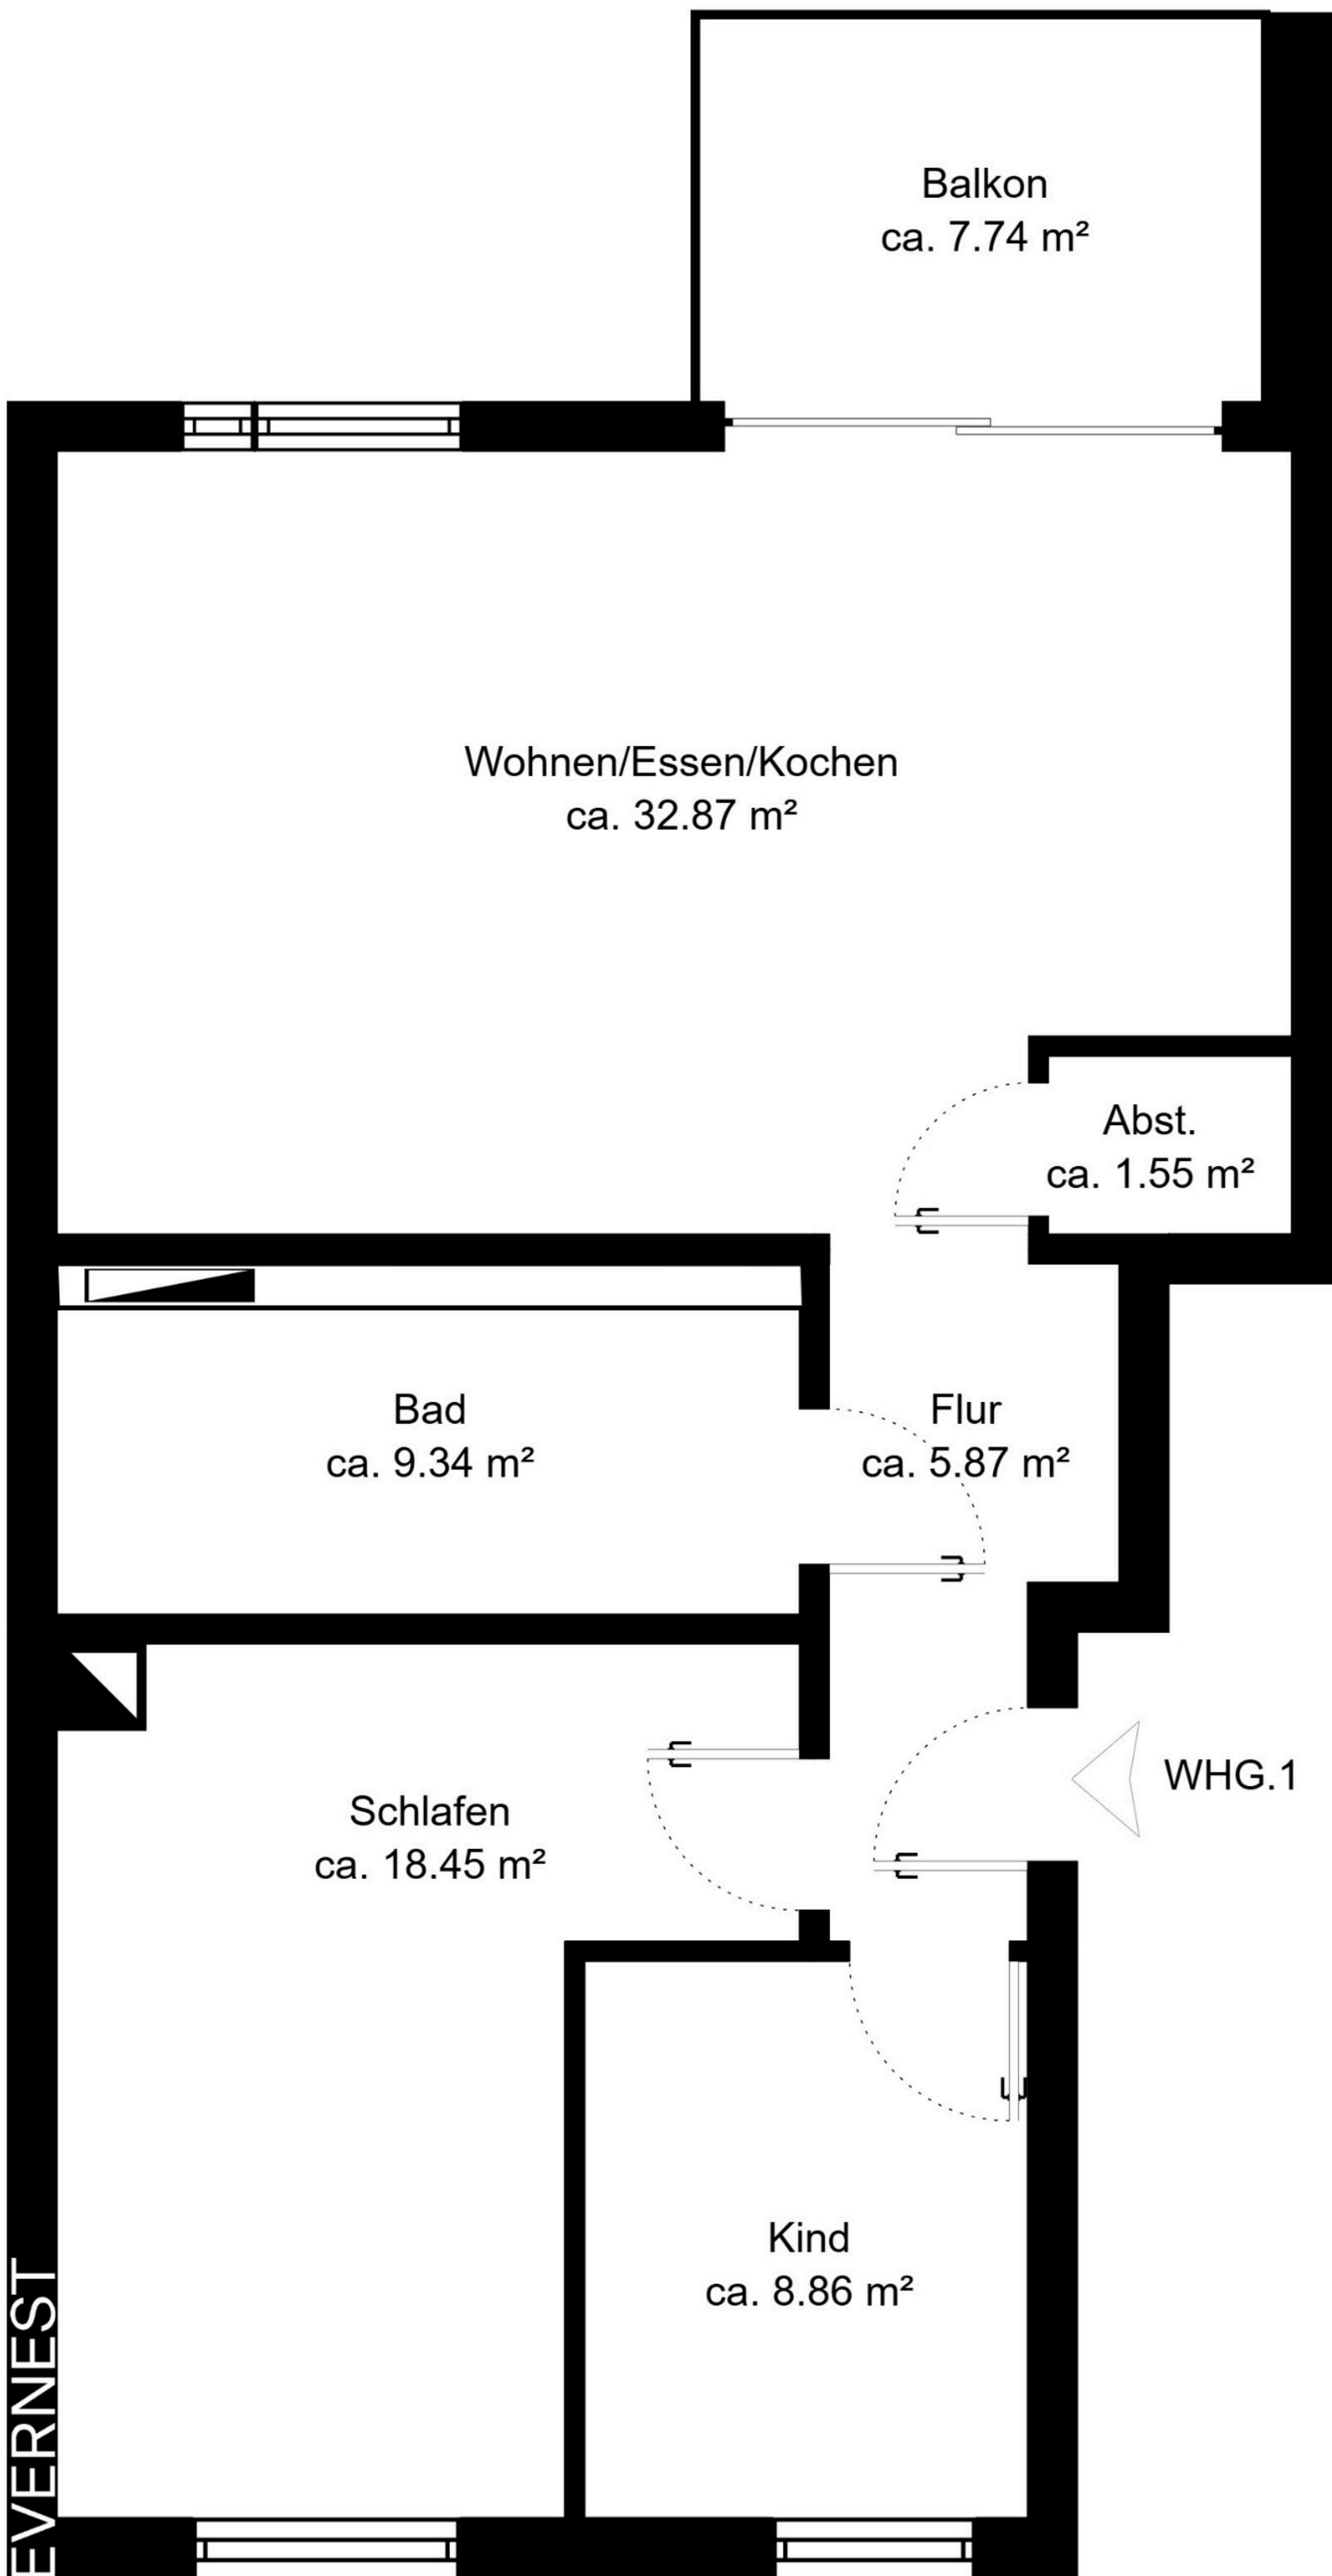 Balkon
ca. 7.74 m²
Wohnen/Essen/Kochen
ca. 32.87 m²
Abst.
ca. 1.55 m²
Bad
ca. 9.34 m²
Flur
ca. 5.87 m²
WHG.1
Schlafen
ca. 18.45 m²
Kind
ca. 8.86 m²
EVERNEST